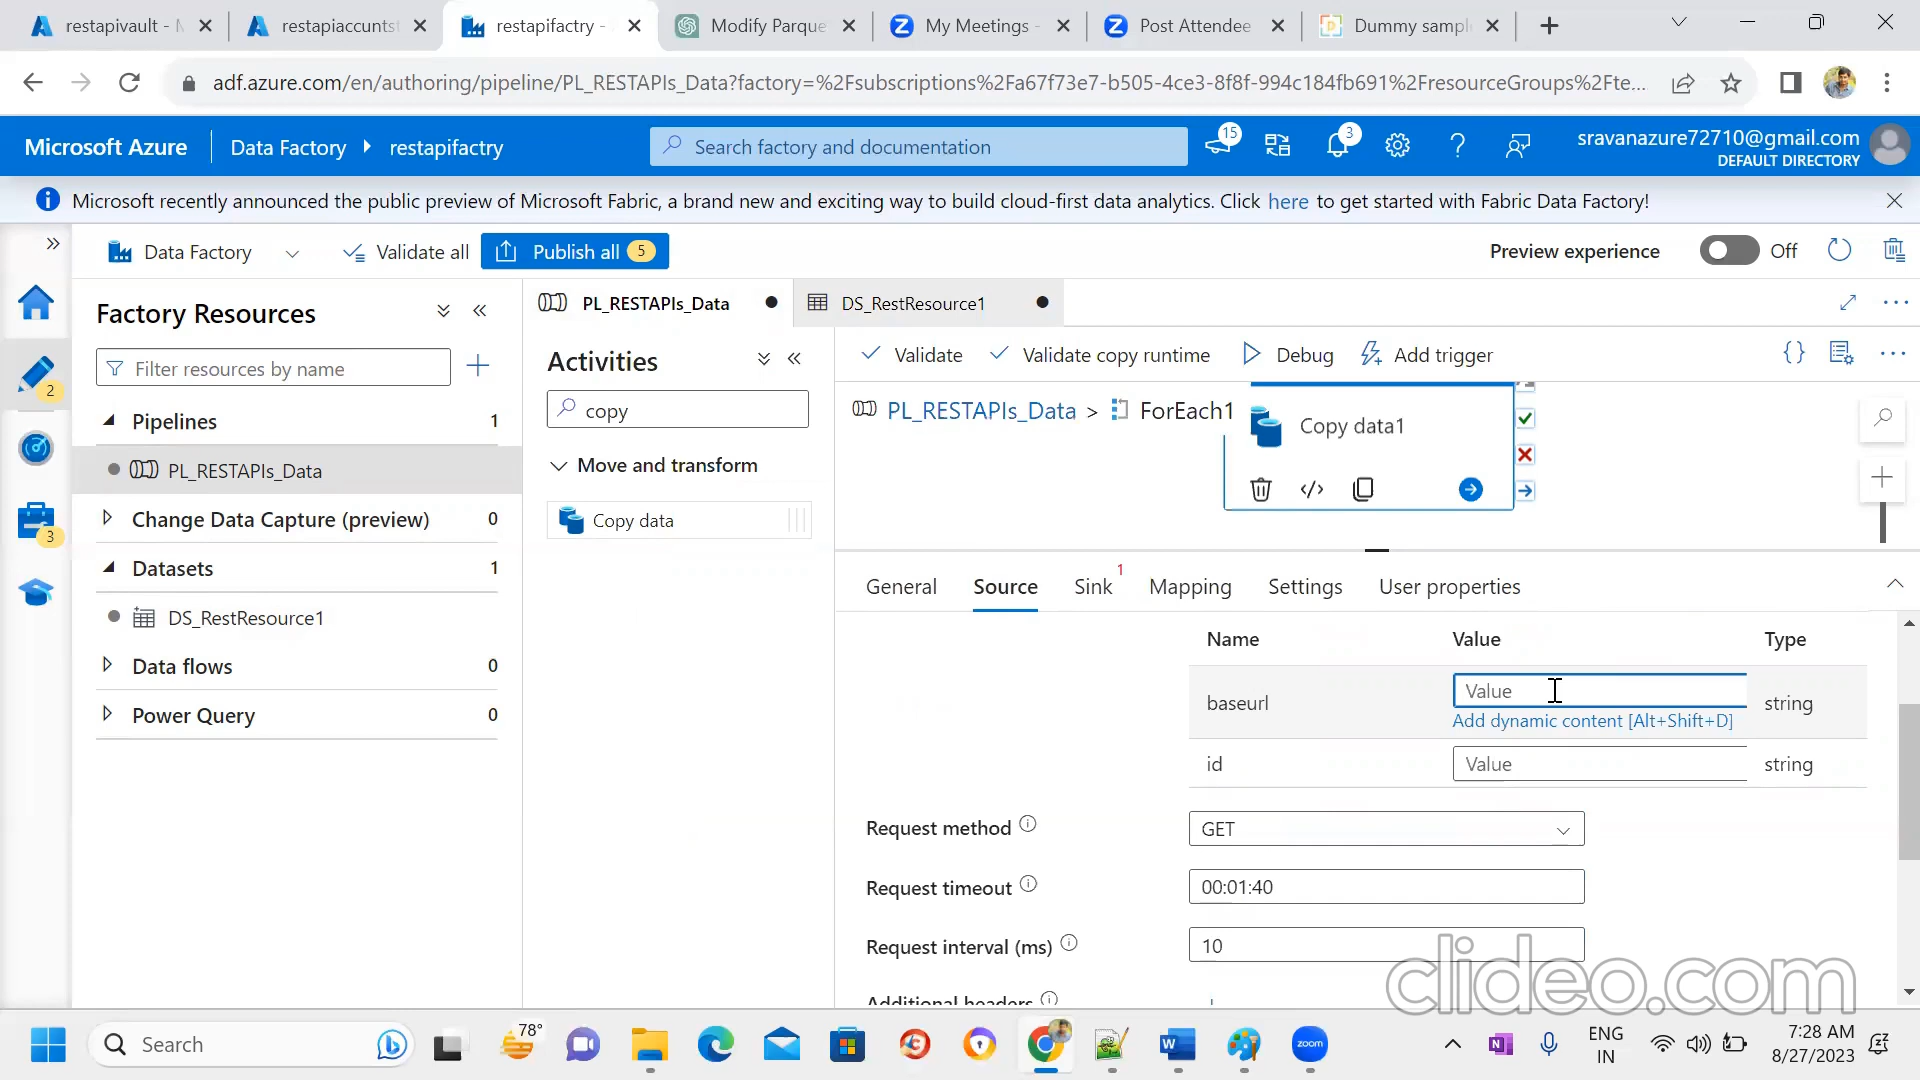 restapivault - M
restapiaccuntst
restapifactry -
Modify Parque
My Meetings -
Post Attendee
Dummy sampl
adf.azure.com/en/authoring/pipeline/PL_RESTAPIs_Data?factory=%2Fsubscriptions%2Fa67f73e7-b505-4ce3-8f8f-994c184fb691%2FresourceGroups%2Fte...
Microsoft Azure
Data Factory
restapifactry
Search factory and documentation
15
3
sravanazure72710@gmail.com
DEFAULT DIRECTORY
Microsoft recently announced the public preview of Microsoft Fabric, a brand new and exciting way to build cloud-first data analytics. Click here to get started with Fabric Data Factory!
Data Factory
Validate all
Publish all 5
Preview experience
Off
Factory Resources
PL_RESTAPIs_Data
DS_RestResource1
Activities
Validate
Validate copy runtime
Debug
Add trigger
Filter resources by name
2
copy
PL_RESTAPIs_Data > ForEach1
Copy data1
Pipelines 1
PL_RESTAPIs_Data
Move and transform
Copy data
Change Data Capture (preview) 0
3
Datasets 1
DS_RestResource1
Data flows 0
Power Query 0
General
Source
Sink 1
Mapping
Settings
User properties
Name Value Type
baseurl Value string
Add dynamic content [Alt+Shift+D]
id Value string
Request method GET
Request timeout 00:01:40
Request interval (ms) 10
Additional headers
clideo.com
Search
78°
zoom
ENG
IN
7:28 AM
8/27/2023